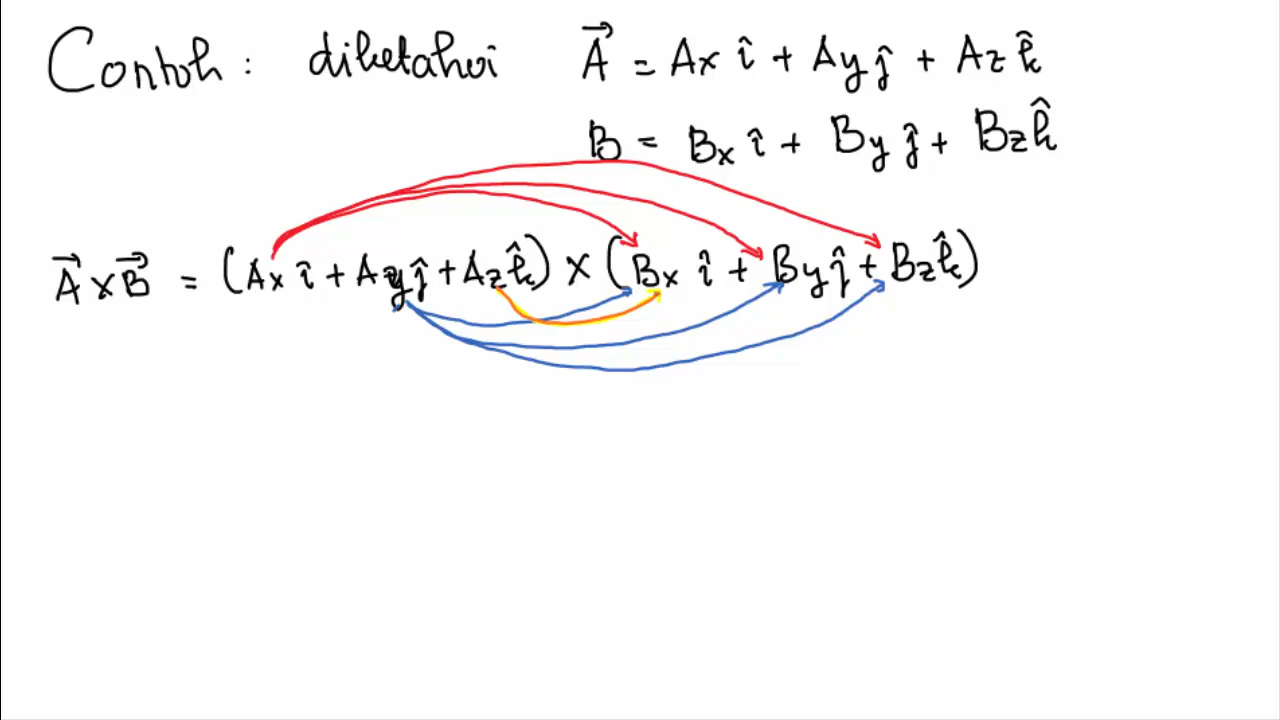 Contoh : diketahui A⃗ = Ax î + Ay ĵ + Az k̂
B = Bx î + By ĵ + Bz k̂
A⃗ × B⃗ = (Ax î + Ay ĵ + Az k̂) × (Bx î + By ĵ + Bz k̂)